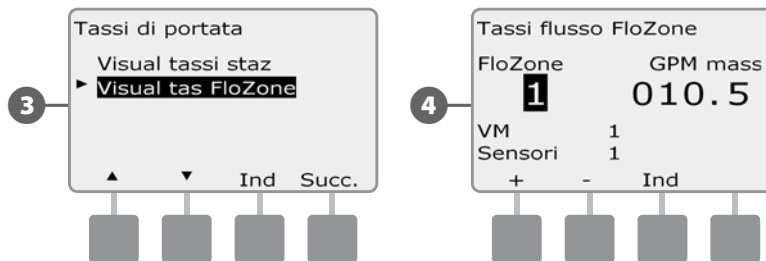 3
Tassi di portata
Visual tassi staz
► Visual tas FloZone
▲ ▼ Ind Succ.
4
Tassi flusso FloZone
FloZone GPM mass
1 010.5
VM 1
Sensori 1
+ - Ind